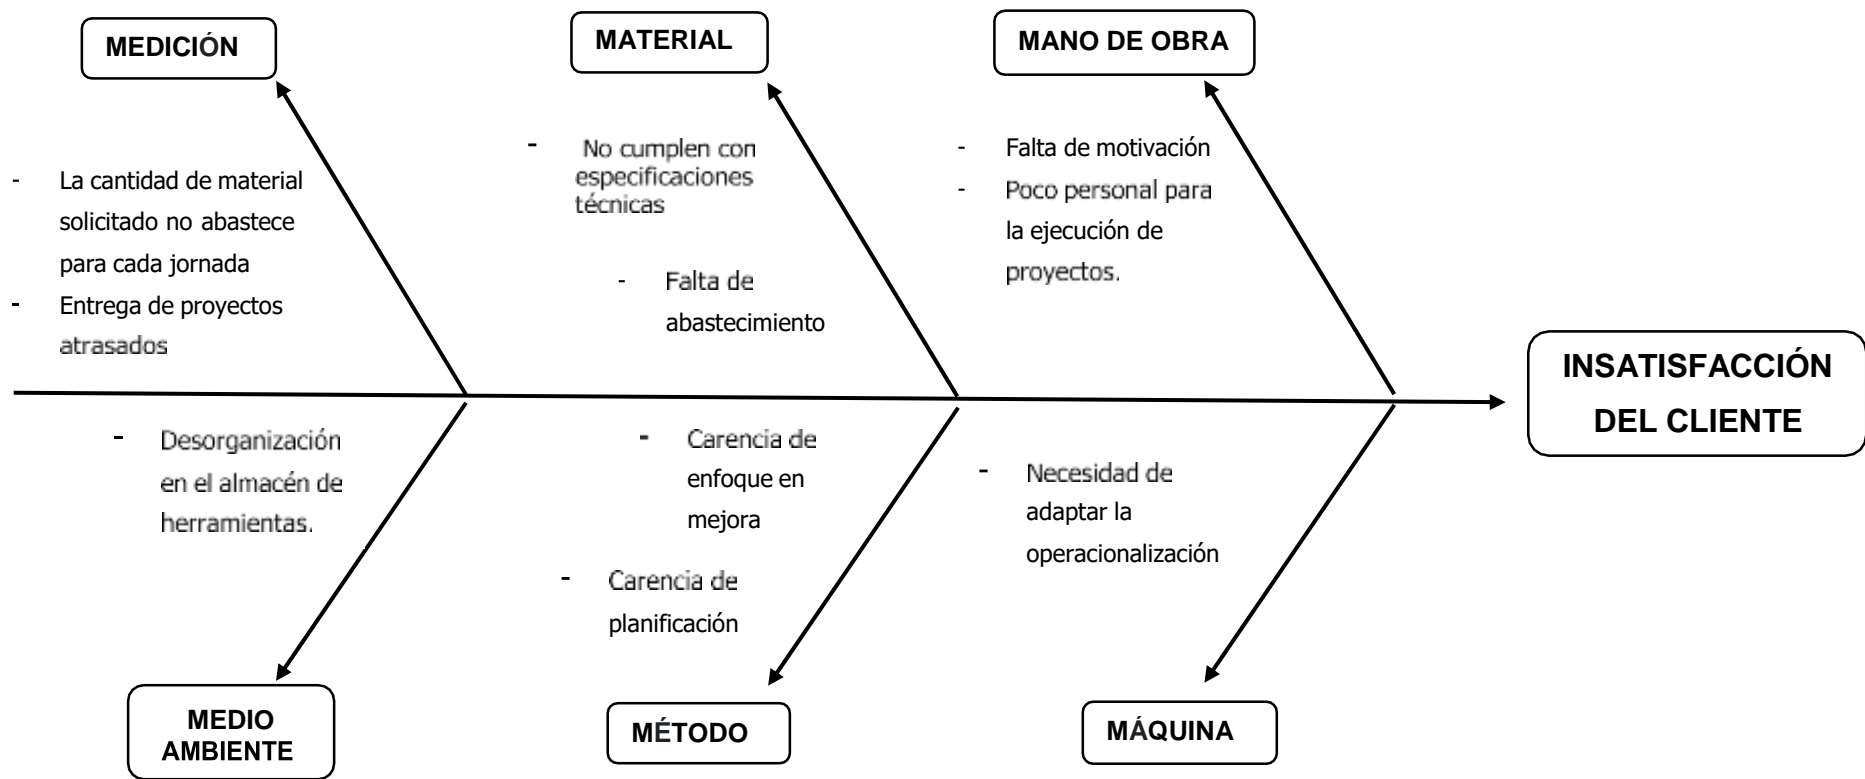 MEDICIÓN
MATERIAL
MANO DE OBRA
- La cantidad de material
solicitado no abastece
para cada jornada
- Entrega de proyectos
atrasados
- No cumplen con
especificaciones
técnicas
- Falta de
abastecimiento
- Falta de motivación
- Poco personal para
la ejecución de
proyectos.
INSATISFACCIÓN
DEL CLIENTE
- Desorganización
en el almacén de
herramientas.
- Carencia de
enfoque en
mejora
- Carencia de
planificación
- Necesidad de
adaptar la
operacionalización
MEDIO
AMBIENTE
MÉTODO
MÁQUINA